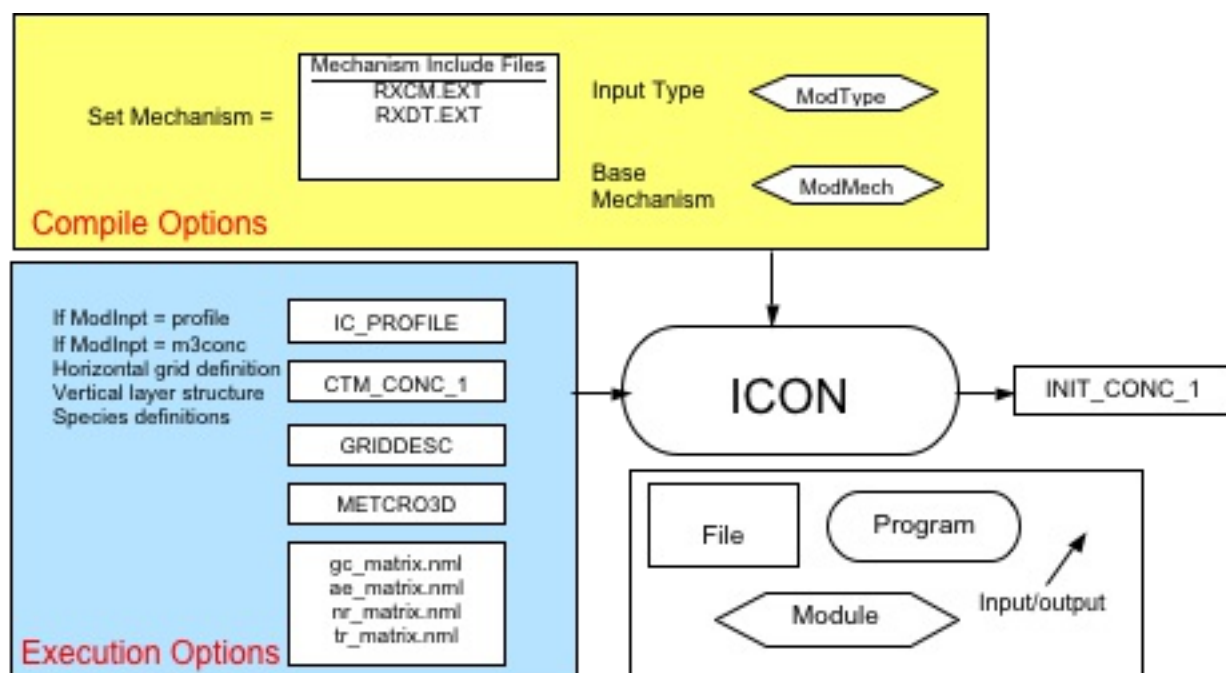 Mechanism Include Files
RXCM.EXT
RXDT.EXT
Set Mechanism =
Input Type
ModType
Base
Mechanism
ModMech
Compile Options
If ModInpt = profile
If ModInpt = m3conc
Horizontal grid definition
Vertical layer structure
Species definitions
IC_PROFILE
CTM_CONC_1
GRIDDESC
METCRO3D
gc_matrix.nml
ae_matrix.nml
nr_matrix.nml
tr_matrix.nml
Execution Options
ICON
INIT_CONC_1
File
Program
Input/output
Module